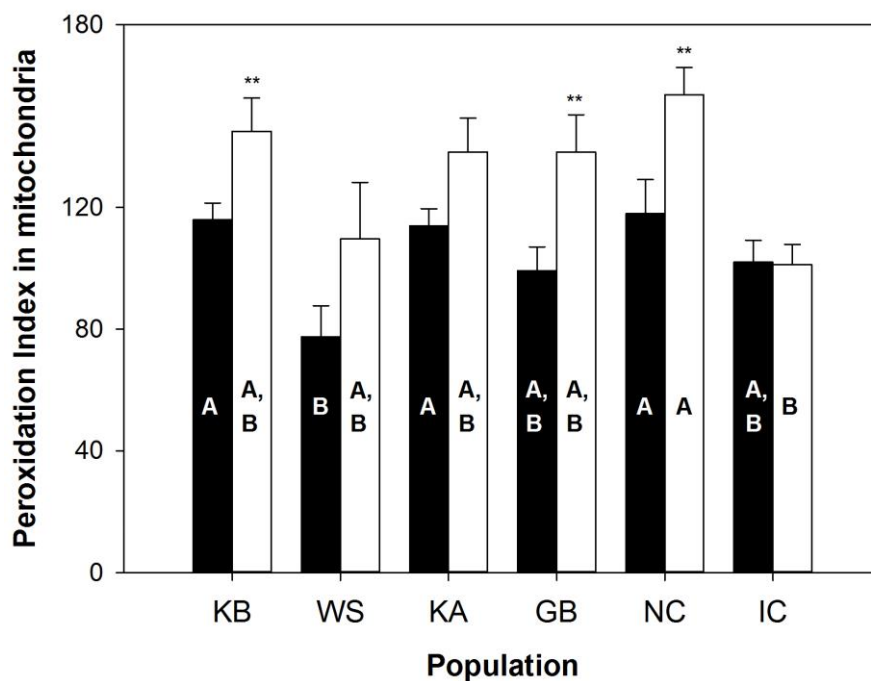 Peroxidation Index in mitochondria
180
120
80
40
0
**
**
**
A
A,
B
B
A,
B
A
A,
B
A,
B
A,
B
A
A
A,
B
B
KB
WS
KA
GB
NC
IC
Population